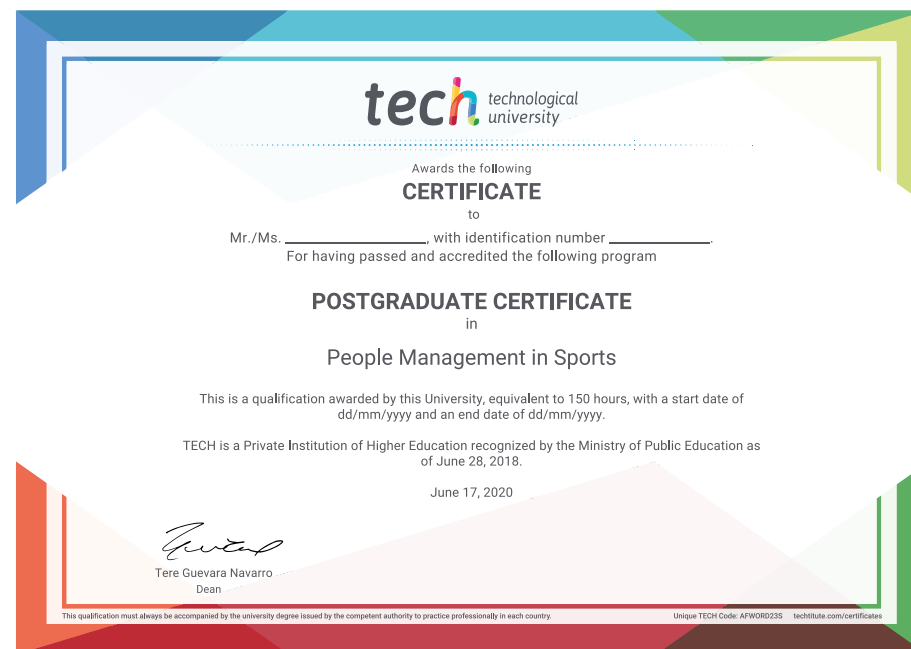 tech technological
university
Awards the following
CERTIFICATE
to
Mr./Ms. ____________________, with identification number ______________.
For having passed and accredited the following program
POSTGRADUATE CERTIFICATE
in
People Management in Sports
This is a qualification awarded by this University, equivalent to 150 hours, with a start date of
dd/mm/yyyy and an end date of dd/mm/yyyy.
TECH is a Private Institution of Higher Education recognized by the Ministry of Public Education as
of June 28, 2018.
June 17, 2020
Tere Guevara Navarro
Dean
This qualification must always be accompanied by the university degree issued by the competent authority to practice professionally in each country.
Unique TECH Code: AFWORD23S techtitute.com/certificates